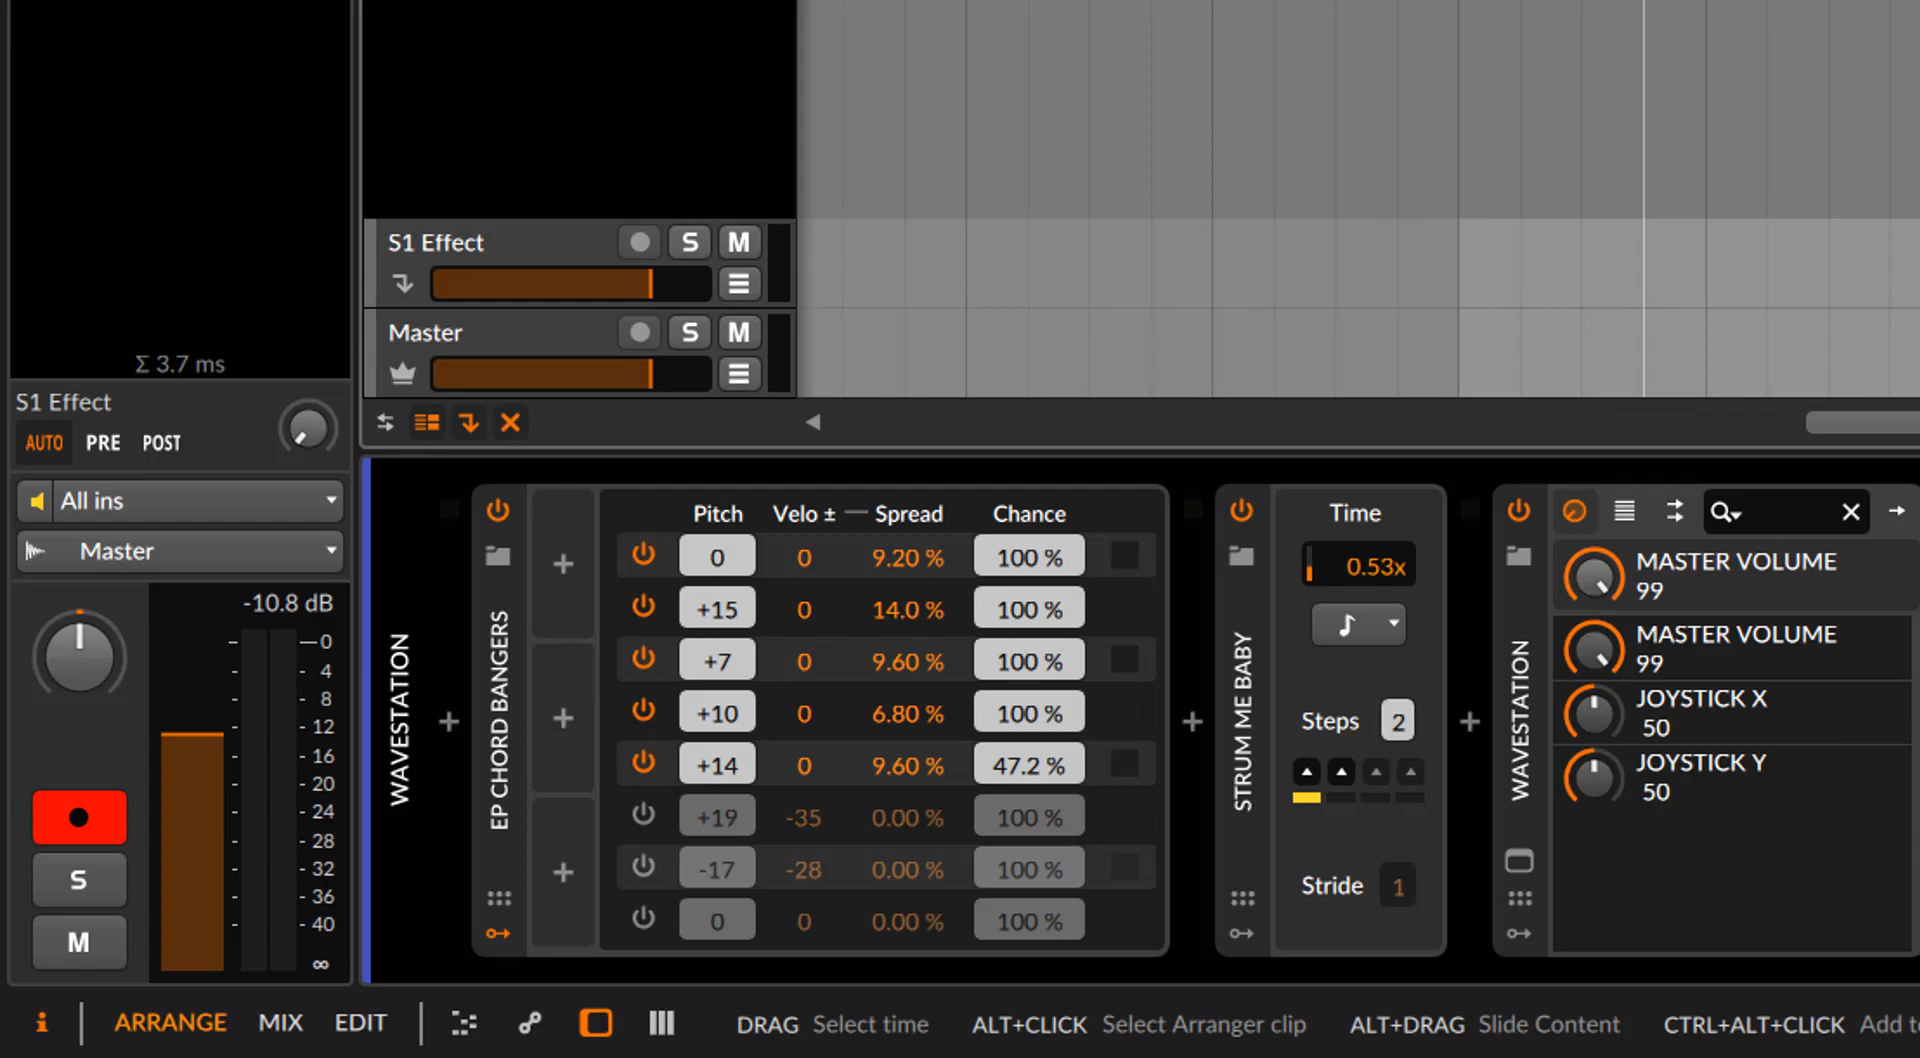 Σ 3.7 ms
S1 Effect
AUTO PRE POST
All ins
Master
-10.8 dB
0
4
8
12
16
20
24
28
32
36
40
∞
S
M
S1 Effect S M
Master S M
WAVESTATION
EP CHORD BANGERS
Pitch Velo ± Spread Chance
0 0 9.20 % 100 %
+15 0 14.0 % 100 %
+7 0 9.60 % 100 %
+10 0 6.80 % 100 %
+14 0 9.60 % 47.2 %
+19 -35 0.00 % 100 %
-17 -28 0.00 % 100 %
0 0 0.00 % 100 %
STRUM ME BABY
Time
0.53x
Steps 2
Stride 1
WAVESTATION
MASTER VOLUME
99
MASTER VOLUME
99
JOYSTICK X
50
JOYSTICK Y
50
i ARRANGE MIX EDIT DRAG Select time ALT+CLICK Select Arranger clip ALT+DRAG Slide Content CTRL+ALT+CLICK Add